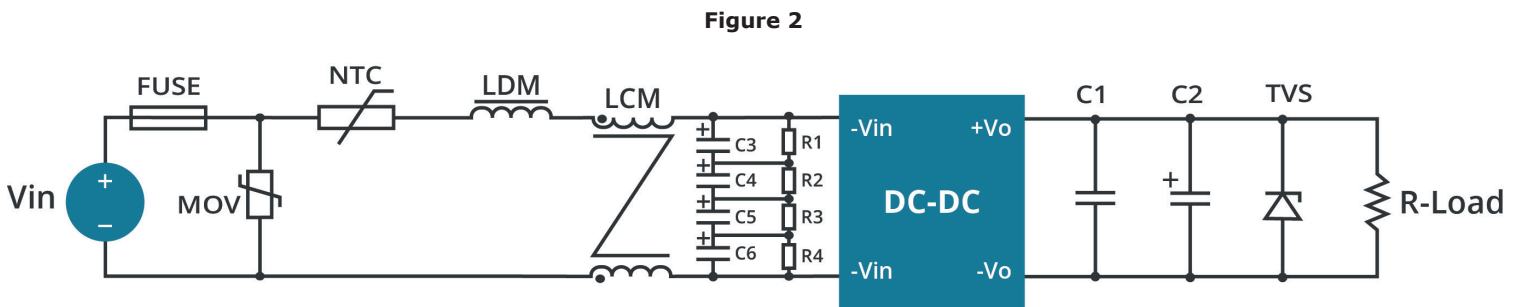 Figure 2
FUSE
NTC
LDM
LCM
C1
C2
TVS
-Vin
+Vo
+
C3
R1
+
C4
R2
Vin
+
–
MOV
DC-DC
+
R-Load
+
C5
R3
+
C6
R4
-Vin
-Vo